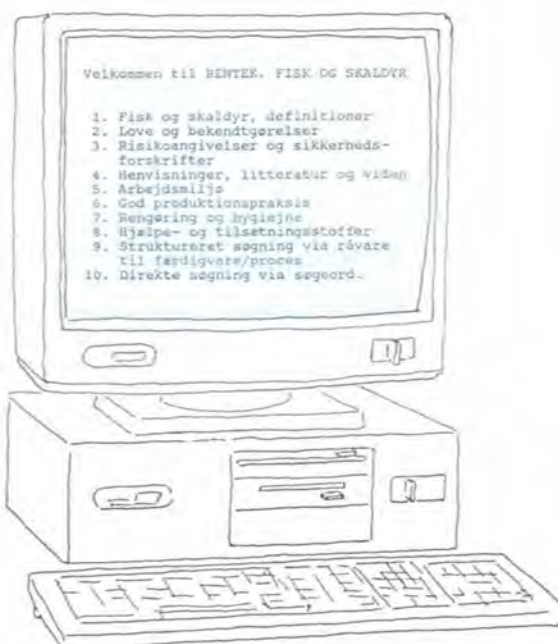 Velkommen til RENTEK. FISK OG SKALDYR
1. Fisk og skaldyr, definitioner
2. Love og bekendtgørelser
3. Risikoangivelser og sikkerheds-
forskrifter
4. Henvisninger, litteratur og viden
5. Arbejdsmiljø
6. God produktionspraksis
7. Rengøring og hygiejne
8. Hjælpe- og tilsætningsstoffer
9. Struktureret søgning via råvare
til færdigvare/proces
10. Direkte søgning via søgeord.